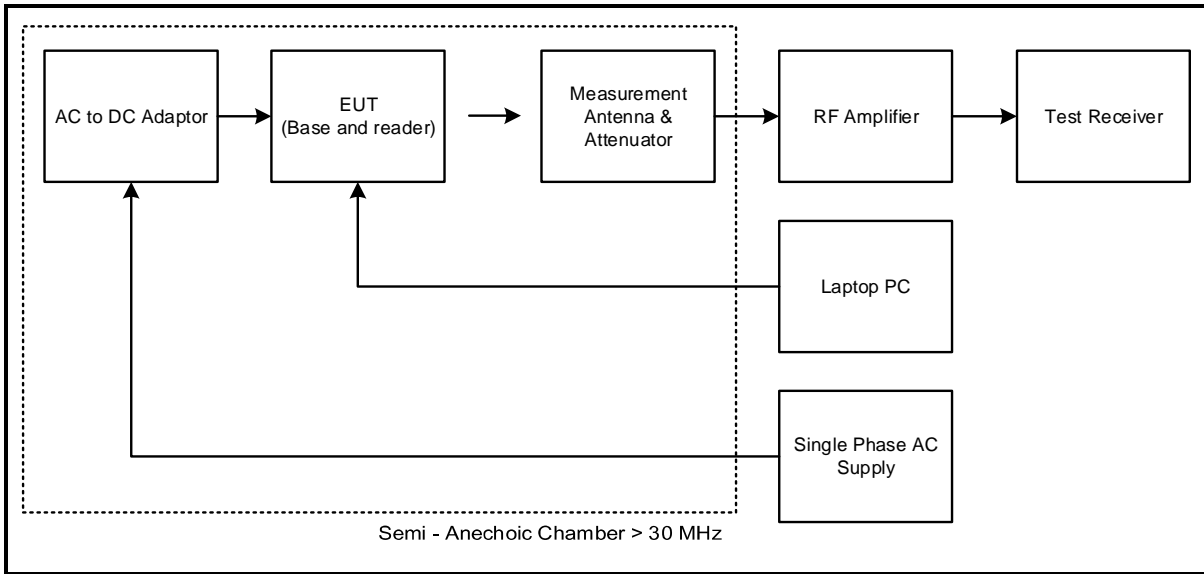 AC to DC Adaptor
EUT
(Base and reader)
Measurement
Antenna &
Attenuator
RF Amplifier
Test Receiver
Laptop PC
Single Phase AC
Supply
Semi - Anechoic Chamber > 30 MHz